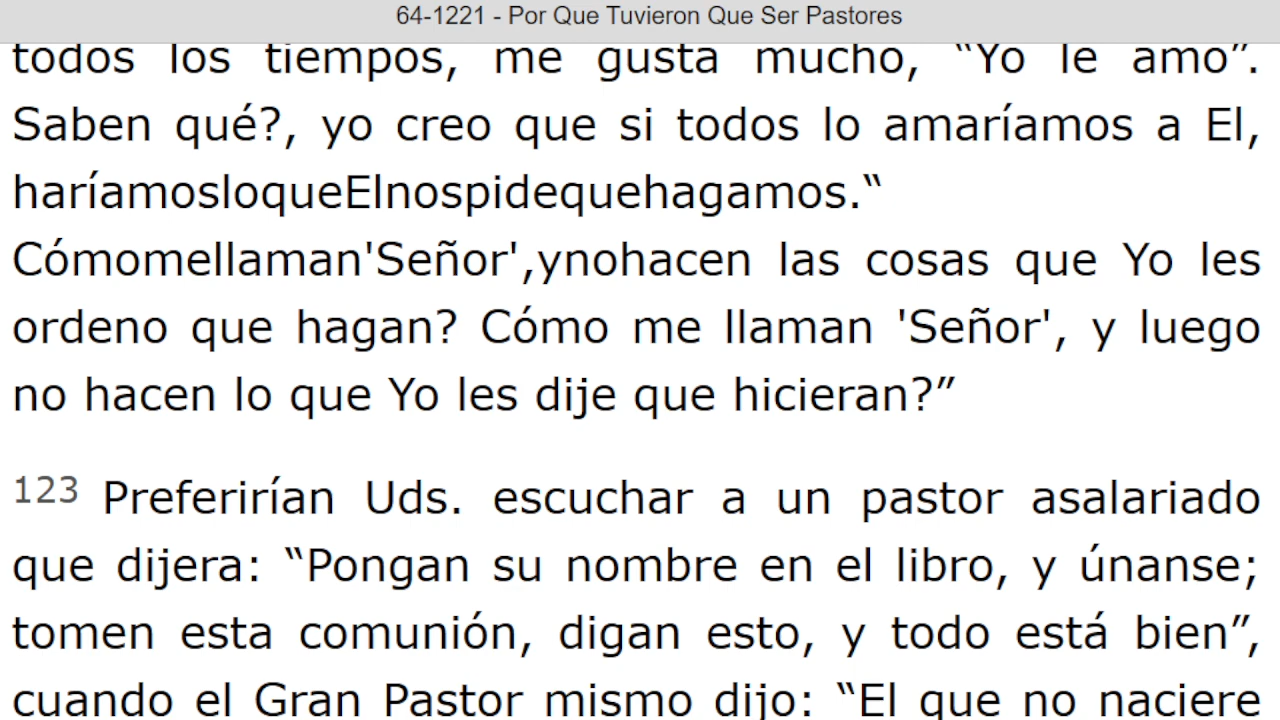 64-1221 - Por Que Tuvieron Que Ser Pastores
todos los tiempos, me gusta mucho, “Yo le amo”.
Saben qué?, yo creo que si todos lo amaríamos a El,
haríamosloqueElnospidequehagamos.“
Cómomellaman'Señor',ynohacen las cosas que Yo les
ordeno que hagan? Cómo me llaman 'Señor', y luego
no hacen lo que Yo les dije que hicieran?”
123 Preferirían Uds. escuchar a un pastor asalariado
que dijera: “Pongan su nombre en el libro, y únanse;
tomen esta comunión, digan esto, y todo está bien”,
cuando el Gran Pastor mismo dijo: “El que no naciere